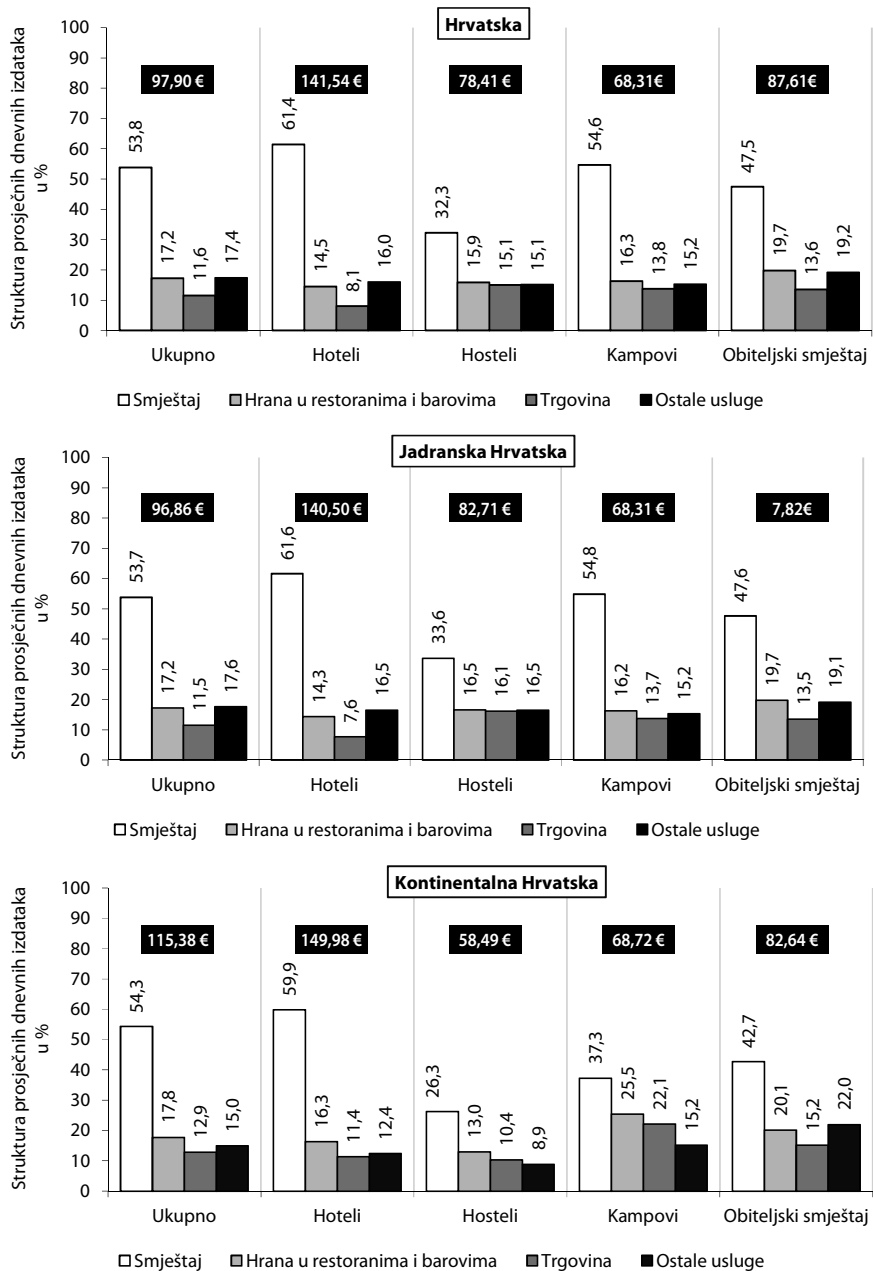 Hrvatska
Struktura prosječnih dnevnih izdataka
u %
100
90
80
70
60
50
40
30
20
10
0
97,90 € 141,54 € 78,41 € 68,31€ 87,61€
53,8 17,2 11,6 17,4
61,4 14,5 8,1 16,0
32,3 15,9 15,1 15,1
54,6 16,3 13,8 15,2
47,5 19,7 13,6 19,2
Ukupno Hoteli Hosteli Kampovi Obiteljski smještaj
Smještaj Hrana u restoranima i barovima Trgovina Ostale usluge
Jadranska Hrvatska
Struktura prosječnih dnevnih izdataka
u %
100
90
80
70
60
50
40
30
20
10
0
96,86 € 140,50 € 82,71 € 68,31 € 7,82€
53,7 17,2 11,5 17,6
61,6 14,3 7,6 16,5
33,6 16,5 16,1 16,5
54,8 16,2 13,7 15,2
47,6 19,7 13,5 19,1
Ukupno Hoteli Hosteli Kampovi Obiteljski smještaj
Smještaj Hrana u restoranima i barovima Trgovina Ostale usluge
Kontinentalna Hrvatska
Struktura prosječnih dnevnih izdataka
u %
100
90
80
70
60
50
40
30
20
10
0
115,38 € 149,98 € 58,49 € 68,72 € 82,64 €
54,3 17,8 12,9 15,0
59,9 16,3 11,4 12,4
26,3 13,0 10,4 8,9
37,3 25,5 22,1 15,2
42,7 20,1 15,2 22,0
Ukupno Hoteli Hosteli Kampovi Obiteljski smještaj
Smještaj Hrana u restoranima i barovima Trgovina Ostale usluge